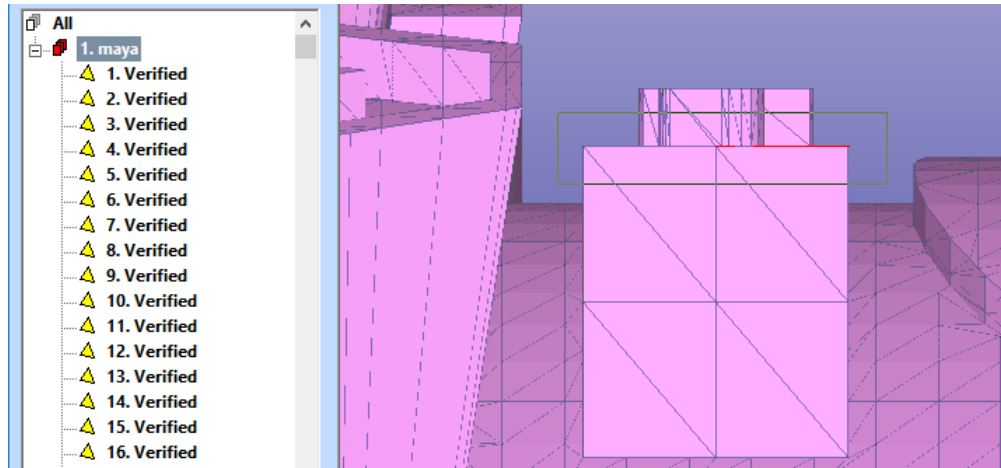 All
1. maya
1. Verified
2. Verified
3. Verified
4. Verified
5. Verified
6. Verified
7. Verified
8. Verified
9. Verified
10. Verified
11. Verified
12. Verified
13. Verified
14. Verified
15. Verified
16. Verified